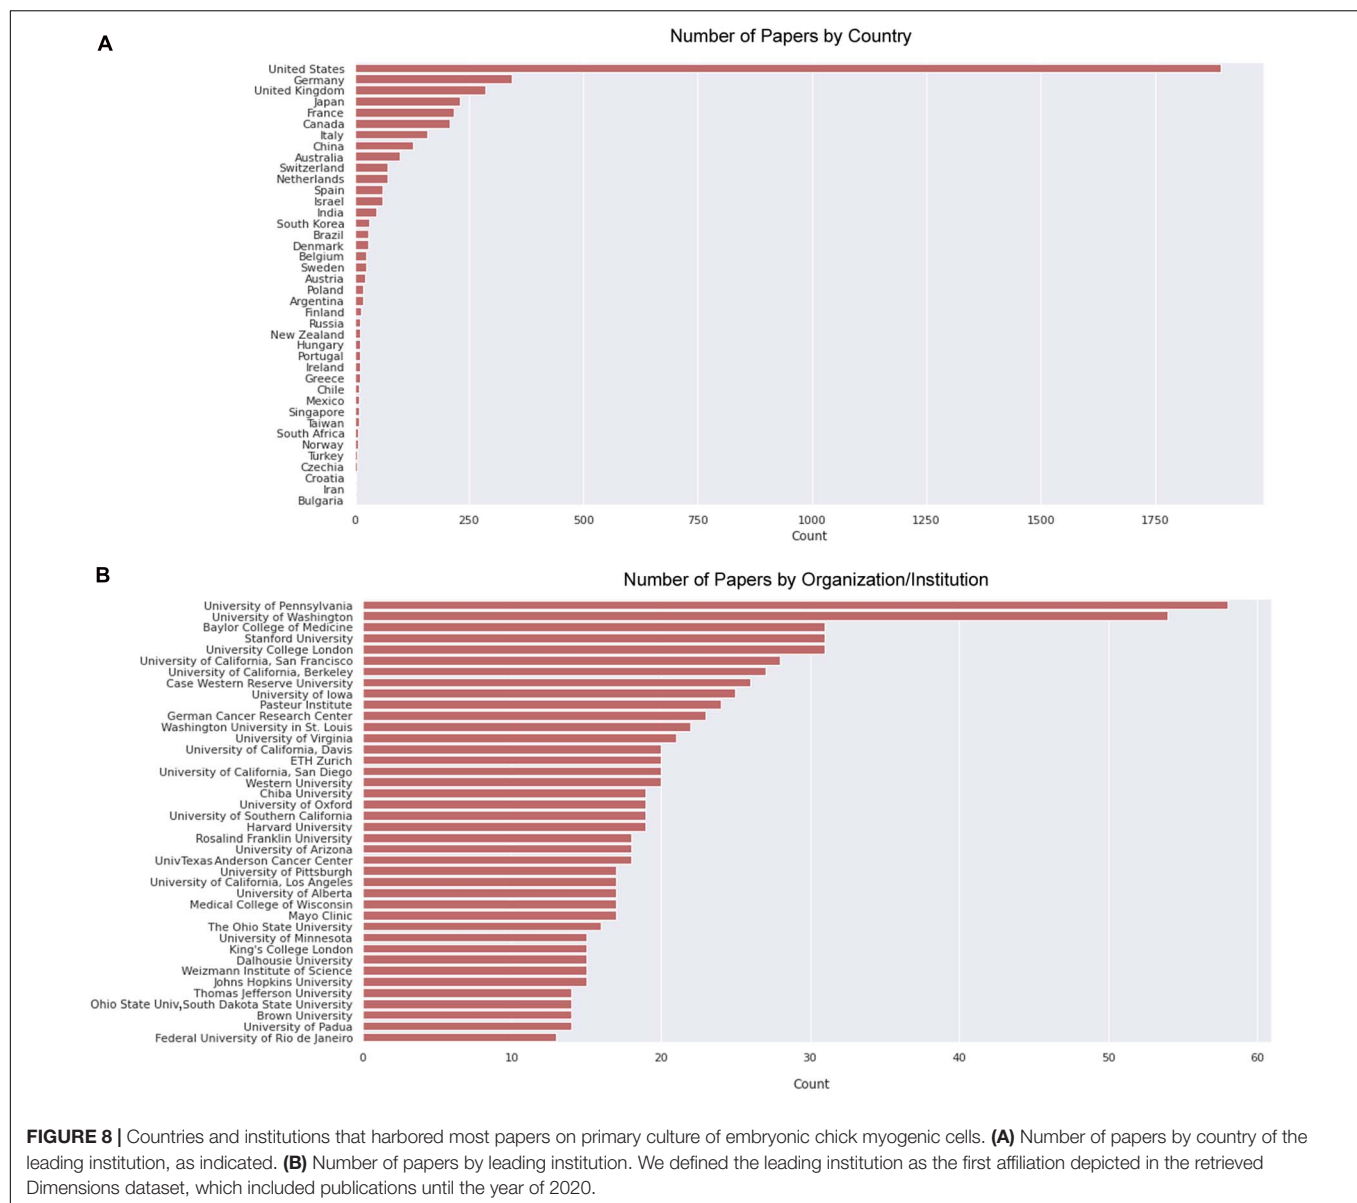 A
Number of Papers by Country
United States
Germany
United Kingdom
Japan
France
Canada
Italy
China
Australia
Switzerland
Netherlands
Spain
Israel
India
South Korea
Brazil
Denmark
Belgium
Sweden
Austria
Poland
Argentina
Finland
Russia
New Zealand
Hungary
Portugal
Ireland
Greece
Chile
Mexico
Singapore
Taiwan
South Africa
Norway
Turkey
Czechia
Croatia
Iran
Bulgaria
0 250 500 750 1000 1250 1500 1750
Count
B
Number of Papers by Organization/Institution
University of Pennsylvania
University of Washington
Baylor College of Medicine
Stanford University
University College London
University of California, San Francisco
University of California, Berkeley
Case Western Reserve University
University of Iowa
Pasteur Institute
German Cancer Research Center
Washington University in St. Louis
University of Virginia
University of California, Davis
ETH Zurich
University of California, San Diego
Western University
Chiba University
University of Oxford
University of Southern California
Harvard University
Rosalind Franklin University
University of Arizona
UnivTexas Anderson Cancer Center
University of Pittsburgh
University of California, Los Angeles
University of Alberta
Medical College of Wisconsin
Mayo Clinic
The Ohio State University
University of Minnesota
King's College London
Dalhousie University
Weizmann Institute of Science
Johns Hopkins University
Thomas Jefferson University
Ohio State Univ,South Dakota State University
Brown University
University of Padua
Federal University of Rio de Janeiro
0 10 20 30 40 50 60
Count
FIGURE 8 | Countries and institutions that harbored most papers on primary culture of embryonic chick myogenic cells. (A) Number of papers by country of the
leading institution, as indicated. (B) Number of papers by leading institution. We defined the leading institution as the first affiliation depicted in the retrieved
Dimensions dataset, which included publications until the year of 2020.